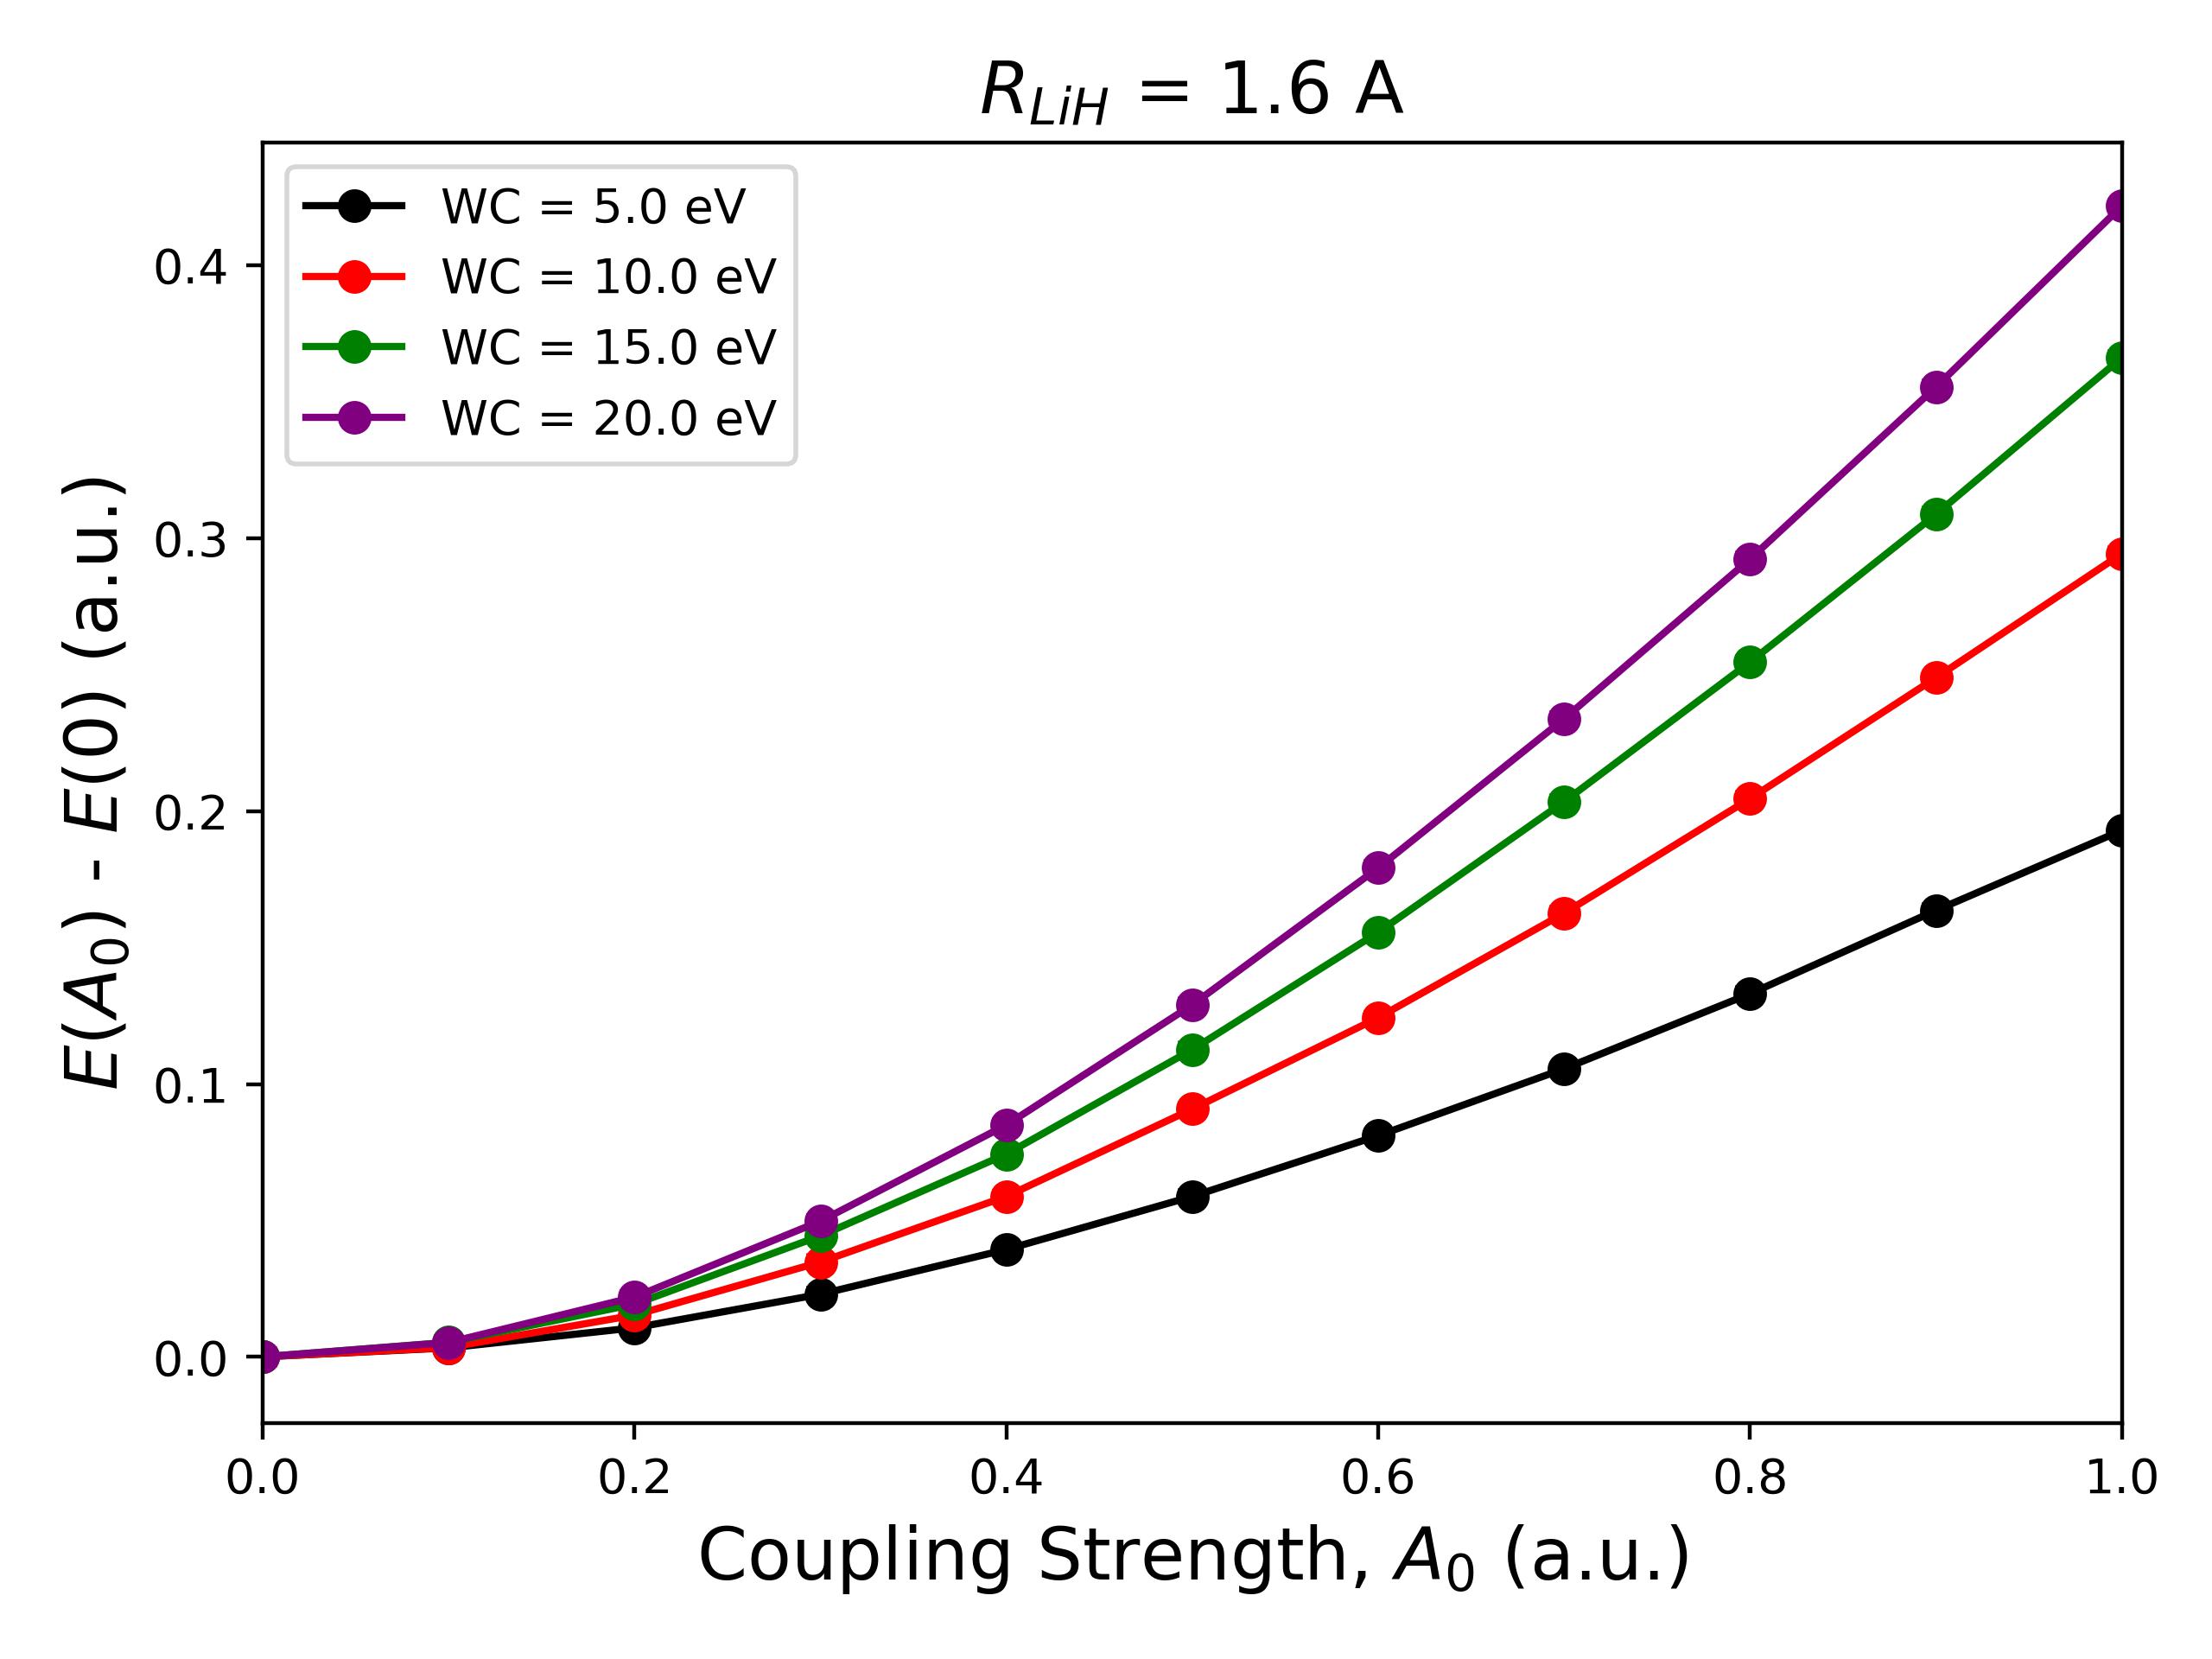 R_LiH = 1.6 A
WC = 5.0 eV
WC = 10.0 eV
WC = 15.0 eV
WC = 20.0 eV
E(A₀) - E(0) (a.u.)
0.4
0.3
0.2
0.1
0.0
0.0 0.2 0.4 0.6 0.8 1.0
Coupling Strength, A₀ (a.u.)